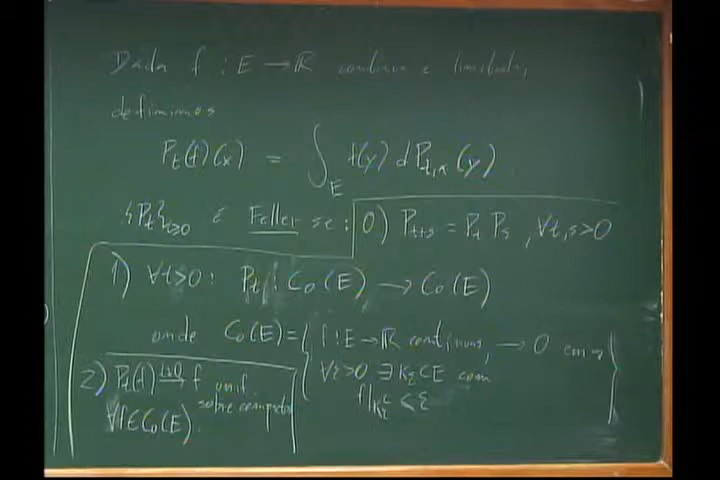 Dada f : E → ℝ contínua e limitada,
definimos
P_t(f)(x) = ∫_E f(y) dP_{t,x}(y)
{P_t}_{t≥0} é Feller se : 0) P_{t+s} = P_t P_s , ∀t,s>0
1) ∀t>0 : P_t : C_0(E) → C_0(E)
onde C_0(E) = { f : E → ℝ contínuas, → 0 em ∞
∀ε>0 ∃ K_ε ⊂ E com
f|_{K_ε^c} < ε }
2) P_t(f) →^{t→0} f unif.
sobre compactos
∀f∈C_0(E)